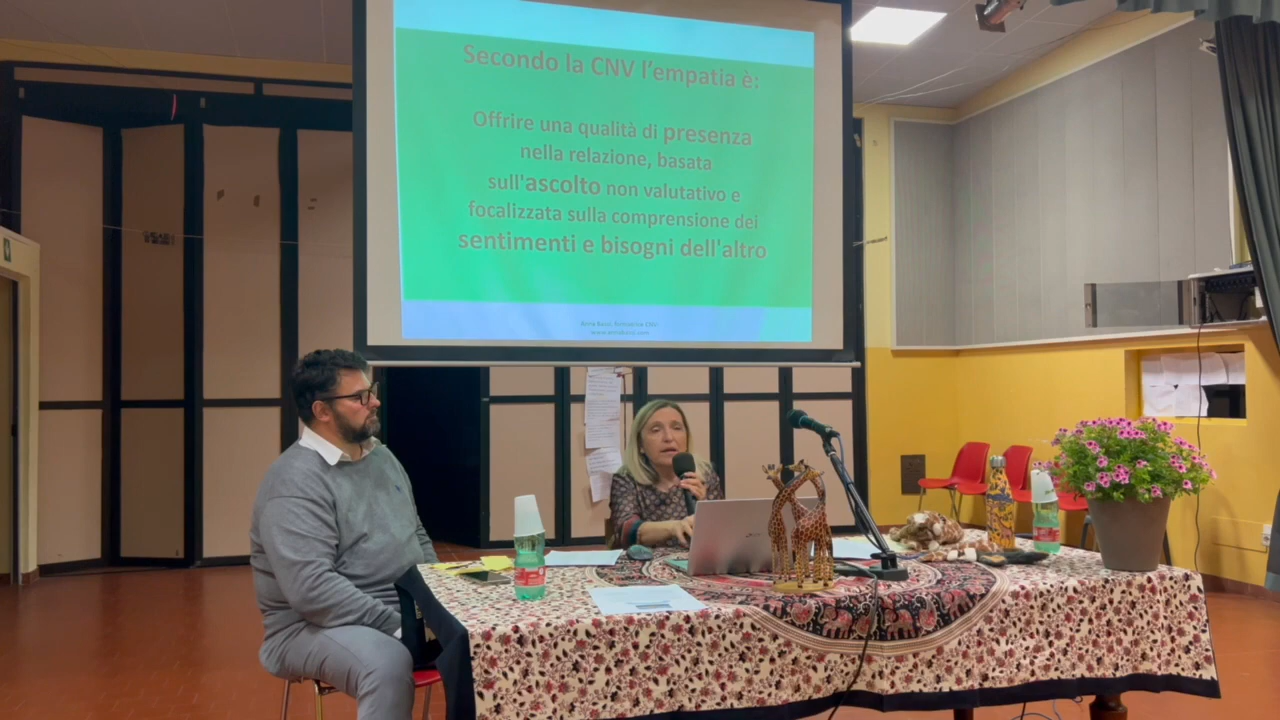 Secondo la CNV l'empatia è:
Offrire una qualità di presenza
nella relazione, basata
sull'ascolto non valutativo e
focalizzata sulla comprensione dei
sentimenti e bisogni dell'altro